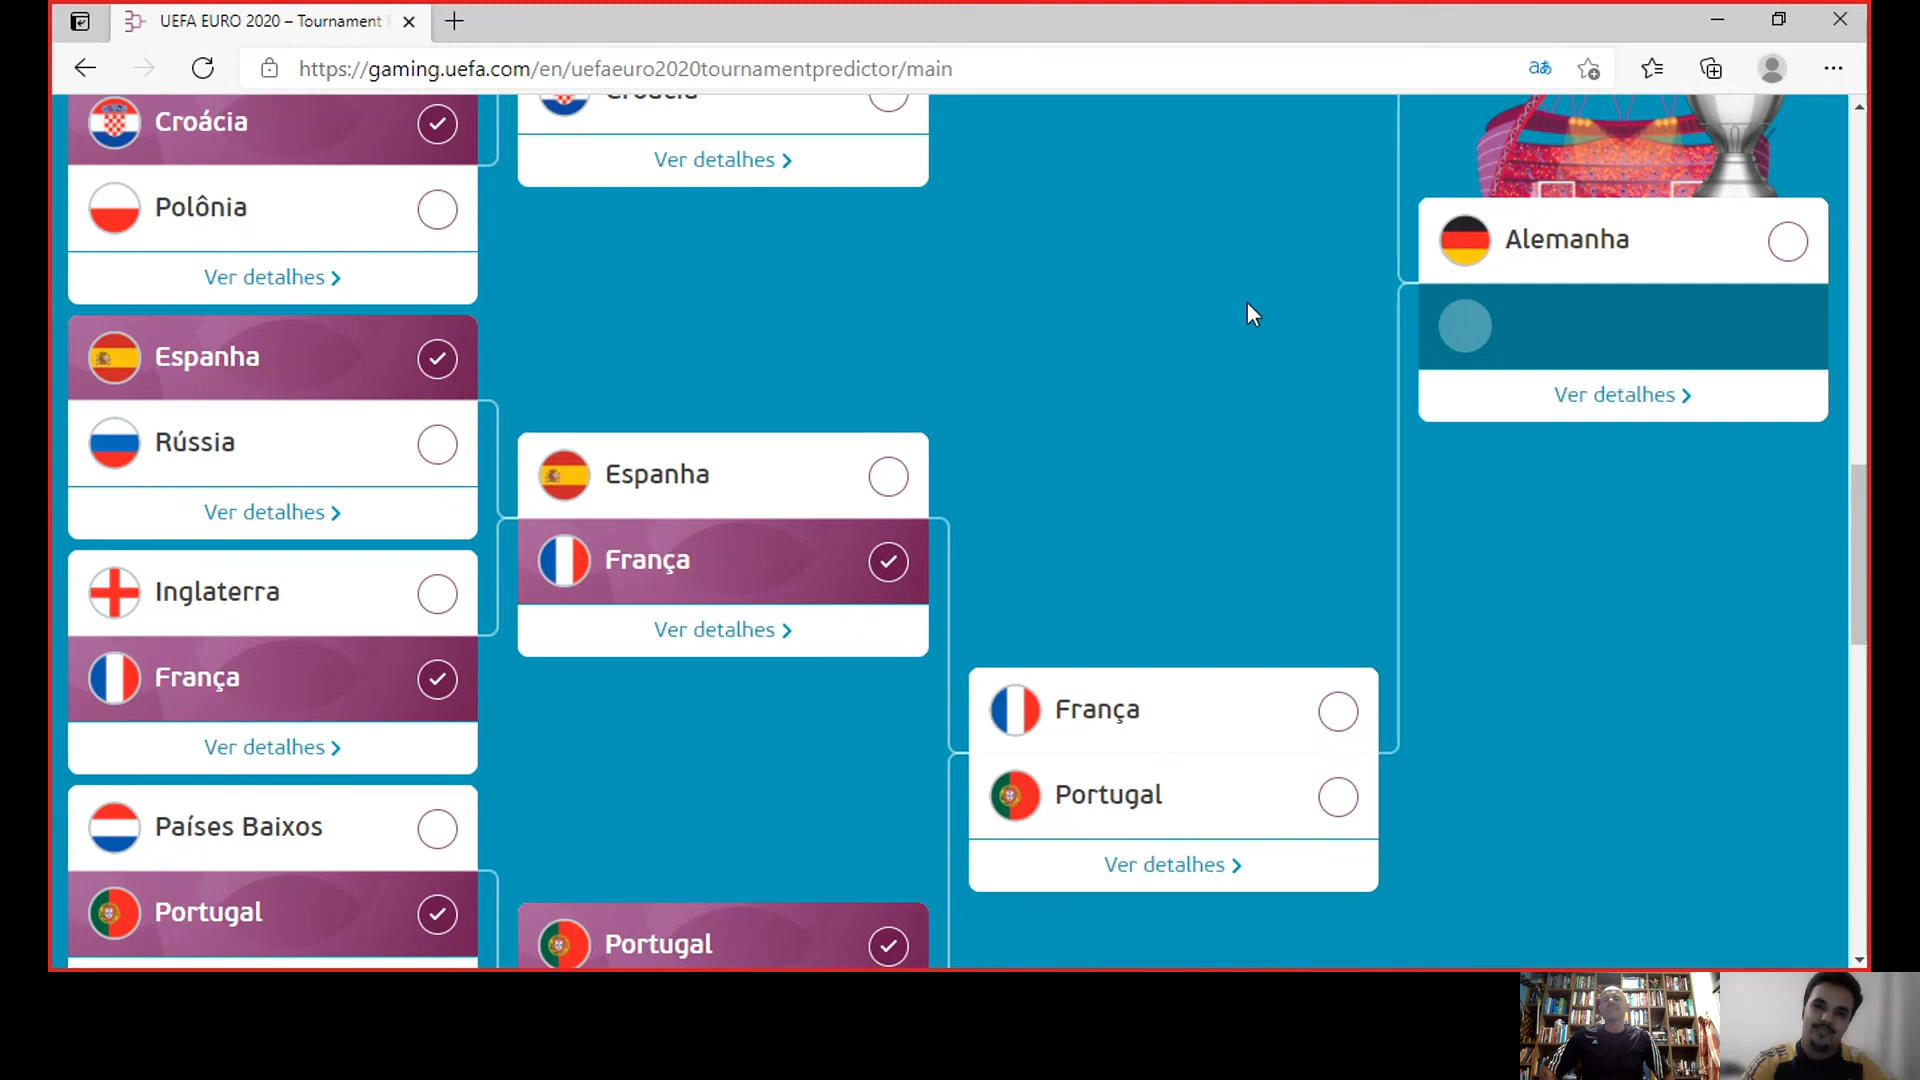 UEFA EURO 2020 – Tournament
https://gaming.uefa.com/en/uefaeuro2020tournamentpredictor/main
Croácia
Polônia
Ver detalhes
Espanha
Rússia
Ver detalhes
Inglaterra
França
Ver detalhes
Países Baixos
Portugal
Croácia
Ver detalhes
Espanha
França
Ver detalhes
Portugal
França
Portugal
Ver detalhes
Alemanha
Ver detalhes